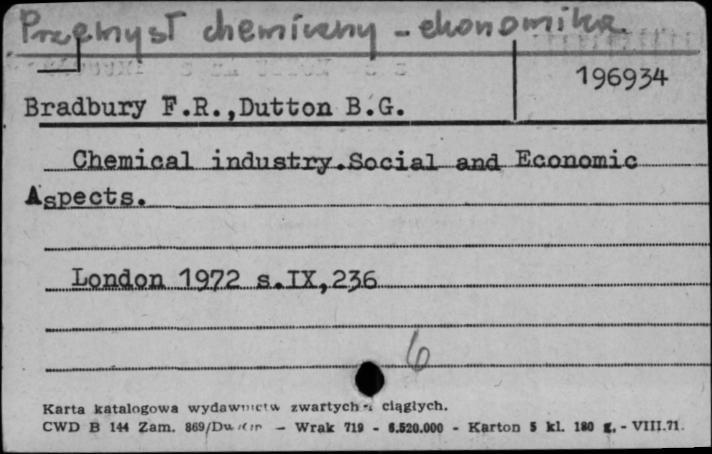 Przemysł chemiczny - ekonomika
196934
Bradbury F.R.,Dutton B.G.
Chemical industry.Social and Economic
Aspects.
London 1972 s.IX,236
6
Karta katalogowa wydawnictw zwartych i ciągłych.
CWD B 144 Zam. 869/ — Wrak 719 - 6.520.000 - Karton 5 kl. 180 g. - VIII.71.